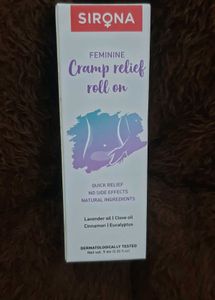 SIRONA
FEMININE
Cramp relief
roll on
QUICK RELIEF
NO SIDE EFFECTS
NATURAL INGREDIENTS
Lavender oil | Clove oil
Cinnamon | Eucalyptus
DERMATOLOGICALLY TESTED